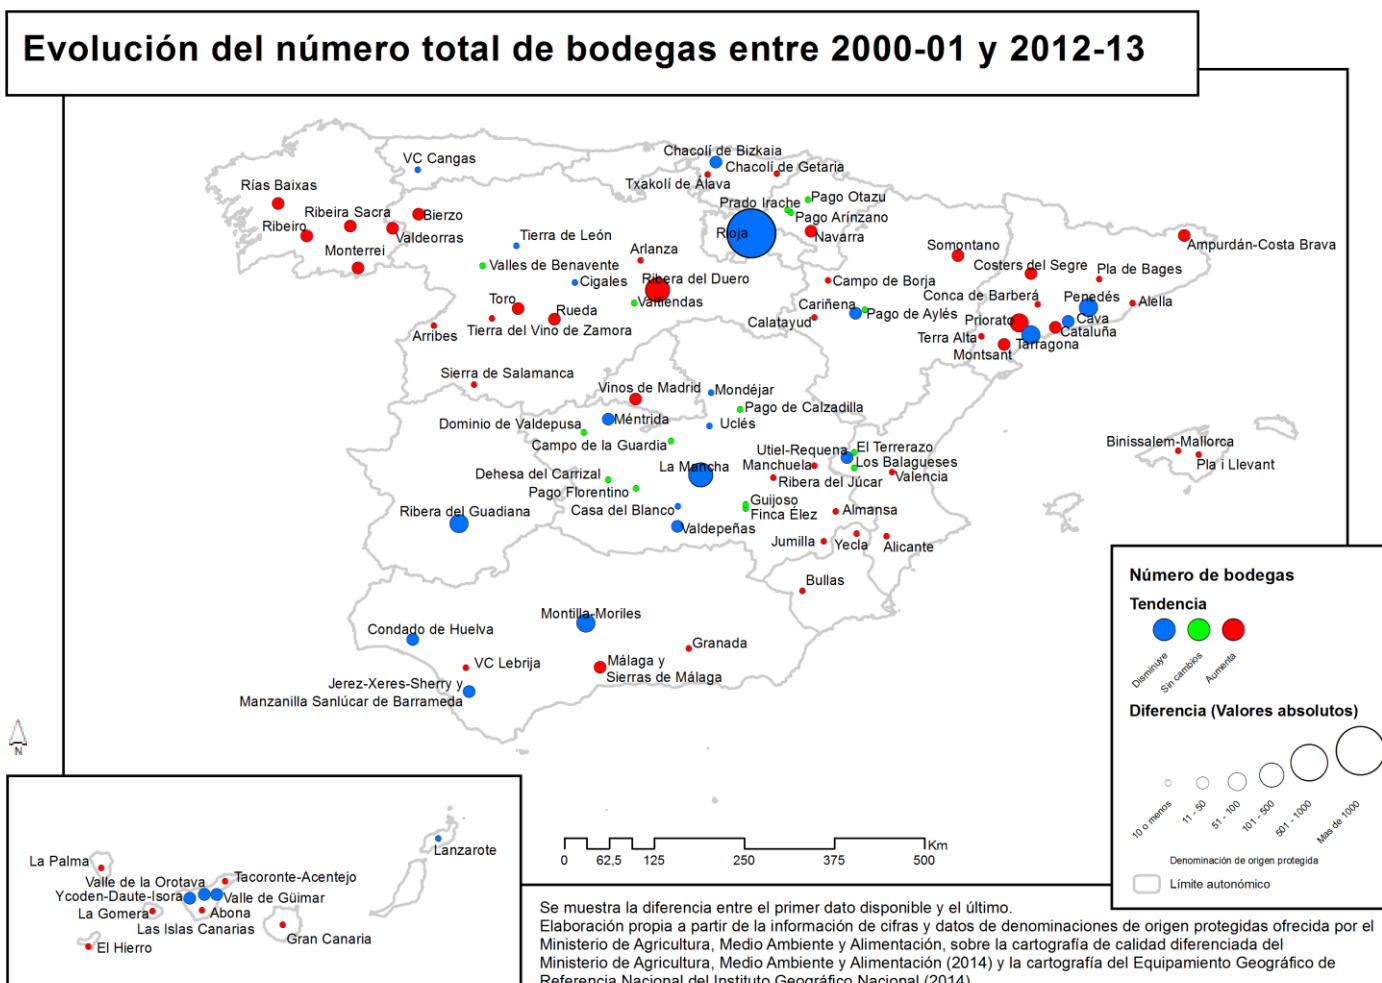 Evolución del número total de bodegas entre 2000-01 y 2012-13
VC Cangas
Chacolí de Bizkaia
Chacolí de Getaria
Txakolí de Álava
Rías Baixas
Ribeira Sacra
Bierzo
Ribeiro
Valdeorras
Monterrei
Prado Irache
Pago Otazu
Pago Arínzano
Rioja
Navarra
Tierra de León
Arlanza
Valles de Benavente
Cigales
Ribera del Duero
Valtiendas
Toro
Rueda
Tierra del Vino de Zamora
Arribes
Somontano
Ampurdán-Costa Brava
Costers del Segre
Pla de Bages
Campo de Borja
Cariñena
Pago de Aylés
Calatayud
Conca de Barberá
Penedés
Alella
Cava
Priorato
Cataluña
Terra Alta
Tarragona
Montsant
Sierra de Salamanca
Vinos de Madrid
Mondéjar
Pago de Calzadilla
Méntrida
Dominio de Valdepusa
Uclés
Campo de la Guardia
Utiel-Requena
El Terrerazo
Los Balagueses
Binissalem-Mallorca
Pla i Llevant
La Mancha
Manchuela
Valencia
Dehesa del Carrizal
Ribera del Júcar
Pago Florentino
Guijoso
Casa del Blanco
Finca Élez
Ribera del Guadiana
Almansa
Valdepeñas
Jumilla
Yecla
Alicante
Bullas
Montilla-Moriles
Condado de Huelva
Granada
VC Lebrija
Málaga y
Sierras de Málaga
Jerez-Xeres-Sherry y
Manzanilla Sanlúcar de Barrameda
N
La Palma
Lanzarote
Valle de la Orotava
Tacoronte-Acentejo
Ycoden-Daute-Isora
Valle de Güimar
La Gomera
Abona
Las Islas Canarias
Gran Canaria
El Hierro
Número de bodegas
Tendencia
Disminuye
Sin cambios
Aumenta
Diferencia (Valores absolutos)
10 o menos
11 - 50
51 - 100
101 - 500
501 - 1000
Más de 1000
Denominación de origen protegida
Límite autonómico
Km
0 62,5 125 250 375 500
Se muestra la diferencia entre el primer dato disponible y el último.
Elaboración propia a partir de la información de cifras y datos de denominaciones de origen protegidas ofrecida por el
Ministerio de Agricultura, Medio Ambiente y Alimentación, sobre la cartografía de calidad diferenciada del
Ministerio de Agricultura, Medio Ambiente y Alimentación (2014) y la cartografía del Equipamiento Geográfico de
Referencia Nacional del Instituto Geográfico Nacional (2014)